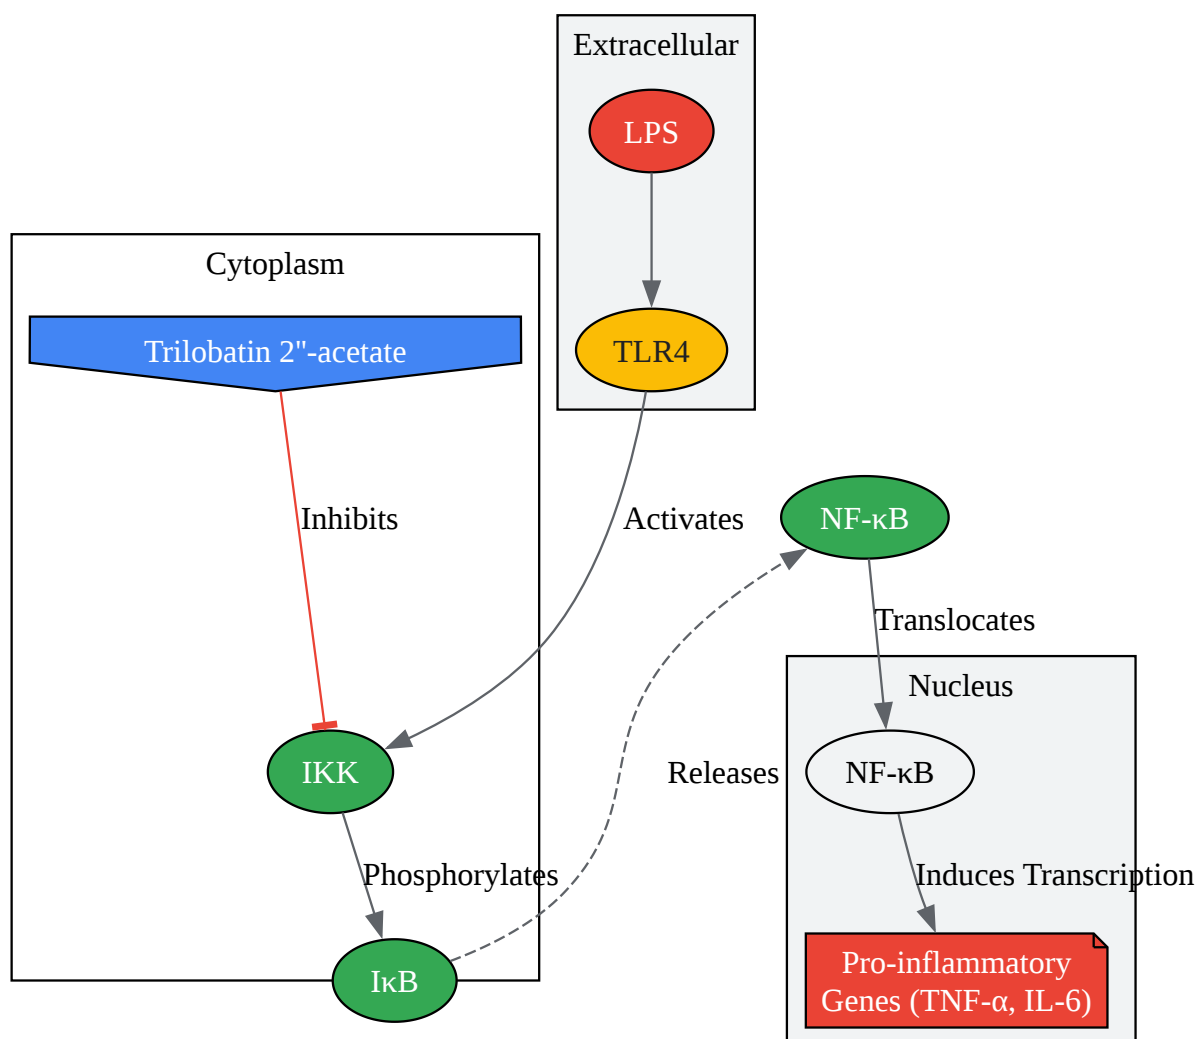 Extracellular
LPS
Cytoplasm
Trilobatin 2"-acetate
TLR4
Inhibits
Activates
NF-κB
Translocates
Nucleus
IKK
Releases
NF-κB
Phosphorylates
Induces Transcription
IκB
Pro-inflammatory
Genes (TNF-α, IL-6)